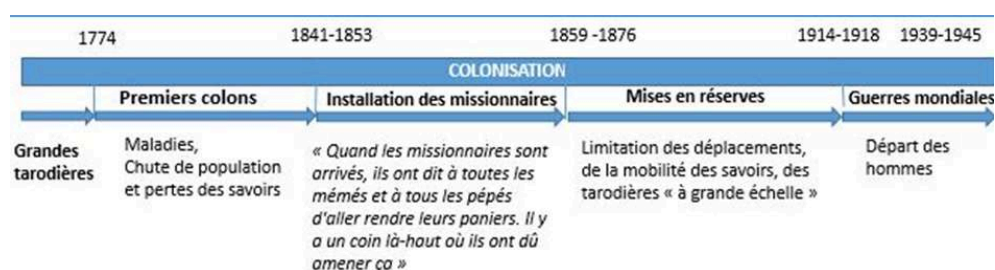 1774
1841-1853
1859 -1876
1914-1918
1939-1945
COLONISATION
Premiers colons
Installation des missionnaires
Mises en réserves
Guerres mondiales
Grandes
tarodières
Maladies,
Chute de population
et pertes des savoirs
« Quand les missionnaires sont
arrivés, ils ont dit à toutes les
mémés et à tous les pépés
d'aller rendre leurs paniers. Il y
a un coin là-haut où ils ont dû
amener ça »
Limitation des déplacements,
de la mobilité des savoirs, des
tarodières « à grande échelle »
Départ des
hommes